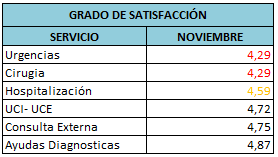 GRADO DE SATISFACCIÓN
SERVICIO NOVIEMBRE
Urgencias 4,29
Cirugia 4,29
Hospitalización 4,59
UCI- UCE 4,72
Consulta Externa 4,75
Ayudas Diagnosticas 4,87